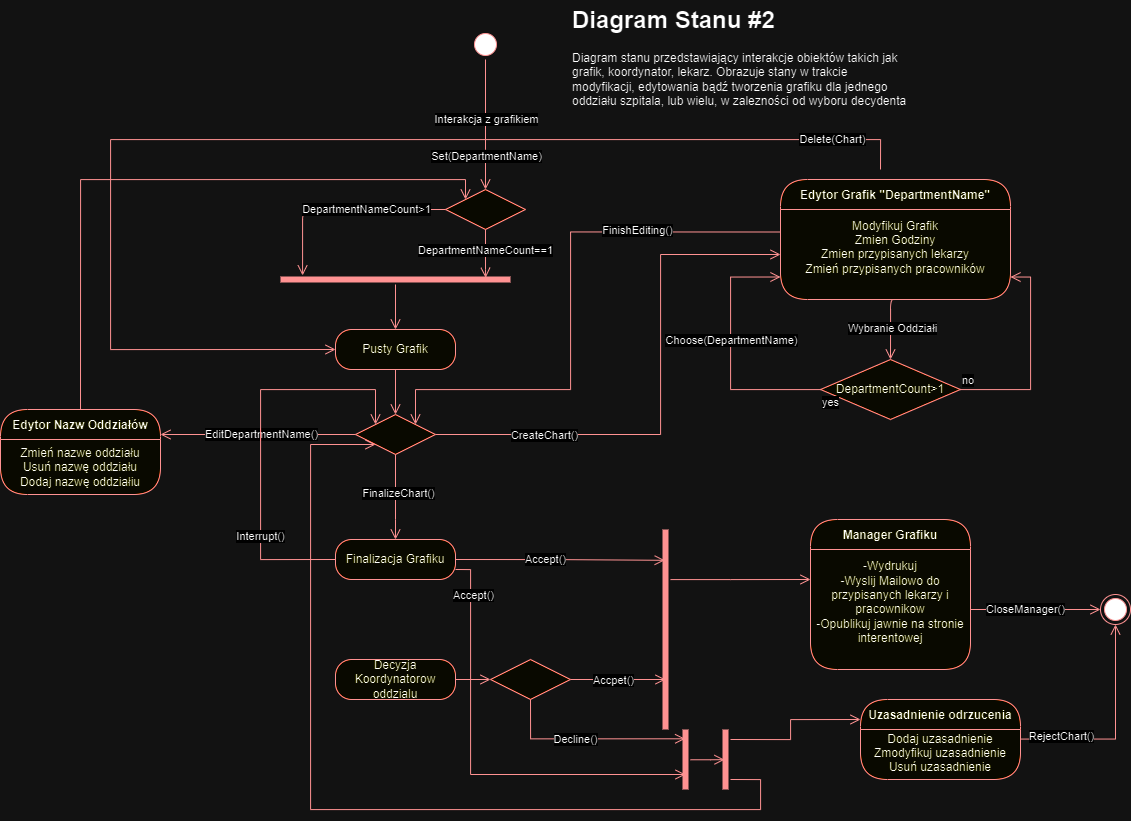 Diagram Stanu #2
Diagram stanu przedstawiający interakcje obiektów takich jak
grafik, koordynator, lekarz. Obrazuje stany w trakcie
modyfikacji, edytowania bądź tworzenia grafiku dla jednego
oddziału szpitala, lub wielu, w zalezności od wyboru decydenta
Interakcja z grafikiem
Delete(Chart)
Set(DepartmentName)
Edytor Grafik "DepartmentName"
Modyfikuj Grafik
Zmien Godziny
Zmien przypisanych lekarzy
Zmień przypisanych pracowników
DepartmentNameCount>1
FinishEditing()
DepartmentNameCount==1
Wybranie Oddziałi
Choose(DepartmentName)
Pusty Grafik
DepartmentCount>1
no
yes
Edytor Nazw Oddziałów
Zmień nazwe oddziału
Usuń nazwę oddziału
Dodaj nazwę oddziałiu
EditDepartmentName()
CreateChart()
FinalizeChart()
Interrupt()
Finalizacja Grafiku
Accept()
Accept()
Manager Grafiku
-Wydrukuj
-Wyslij Mailowo do
przypisanych lekarzy i
pracownikow
-Opublikuj jawnie na stronie
interentowej
CloseManager()
Decyzja
Koordynatorow
oddzialu
Accpet()
Decline()
Uzasadnienie odrzucenia
Dodaj uzasadnienie
Zmodyfikuj uzasadnienie
Usuń uzasadnienie
RejectChart()